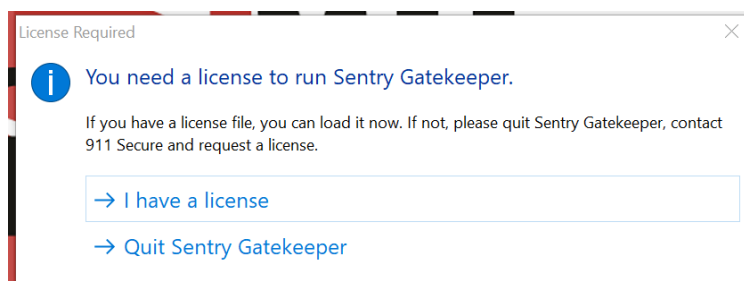 License Required
You need a license to run Sentry Gatekeeper.
If you have a license file, you can load it now. If not, please quit Sentry Gatekeeper, contact
911 Secure and request a license.
→ I have a license
→ Quit Sentry Gatekeeper